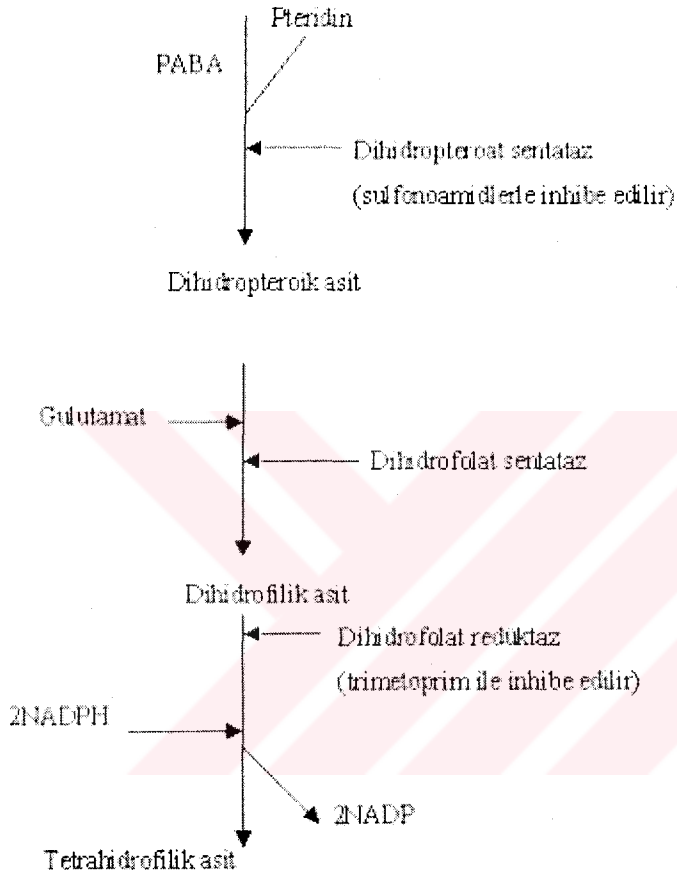 Pteridin
PABA
Dihidropteroat sentataz
(sulfonoamidlerle inhibe edilir)
Dihidropteroik asit
Gulutamat
Dihidrofolat sentataz
Dihidrofilik asit
Dihidrofolat redüktaz
(trimetoprim ile inhibe edilir)
2NADPH
2NADP
Tetrahidrofilik asit